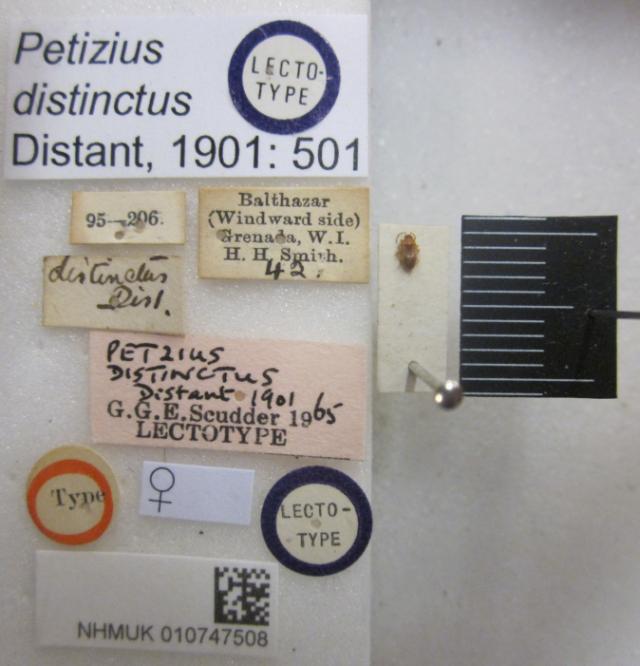 Petizius
distinctus
Distant, 1901: 501
LECTO-
TYPE
95—206.
Balthazar
(Windward side)
Grenada, W.I.
H. H. Smith.
42.
distinctus
Dist.
PETZIUS
DISTINCTUS
Distant 1901
G.G.E.Scudder 1965
LECTOTYPE
Type
♀
LECTO-
TYPE
NHMUK 010747508